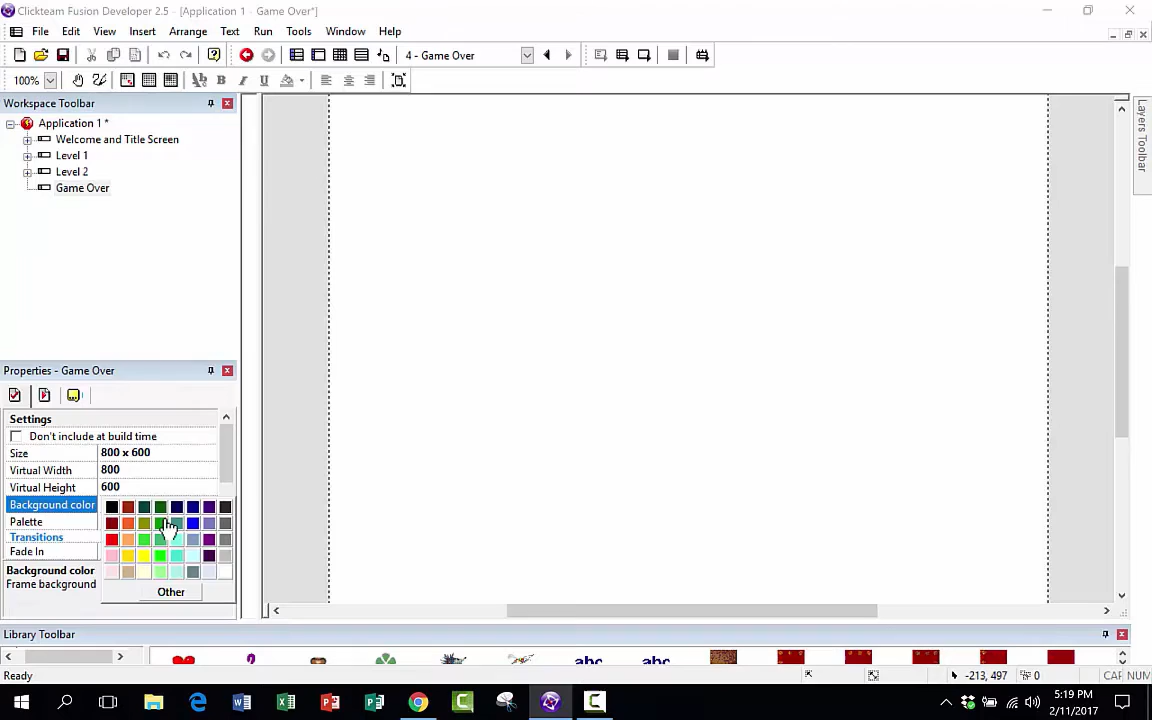 Clickteam Fusion Developer 2.5 - [Application 1 - Game Over*]
File Edit View Insert Arrange Text Run Tools Window Help
4 - Game Over
100%
Workspace Toolbar
Application 1 *
Welcome and Title Screen
Level 1
Level 2
Game Over
Layers Toolbar
Properties - Game Over
Settings
Don't include at build time
Size 800 x 600
Virtual Width 800
Virtual Height 600
Background color
Palette
Transitions
Fade In
Background color
Frame background
Other
Library Toolbar
abc abc
Ready
-213, 497
0
CAP NUM
5:19 PM
2/11/2017